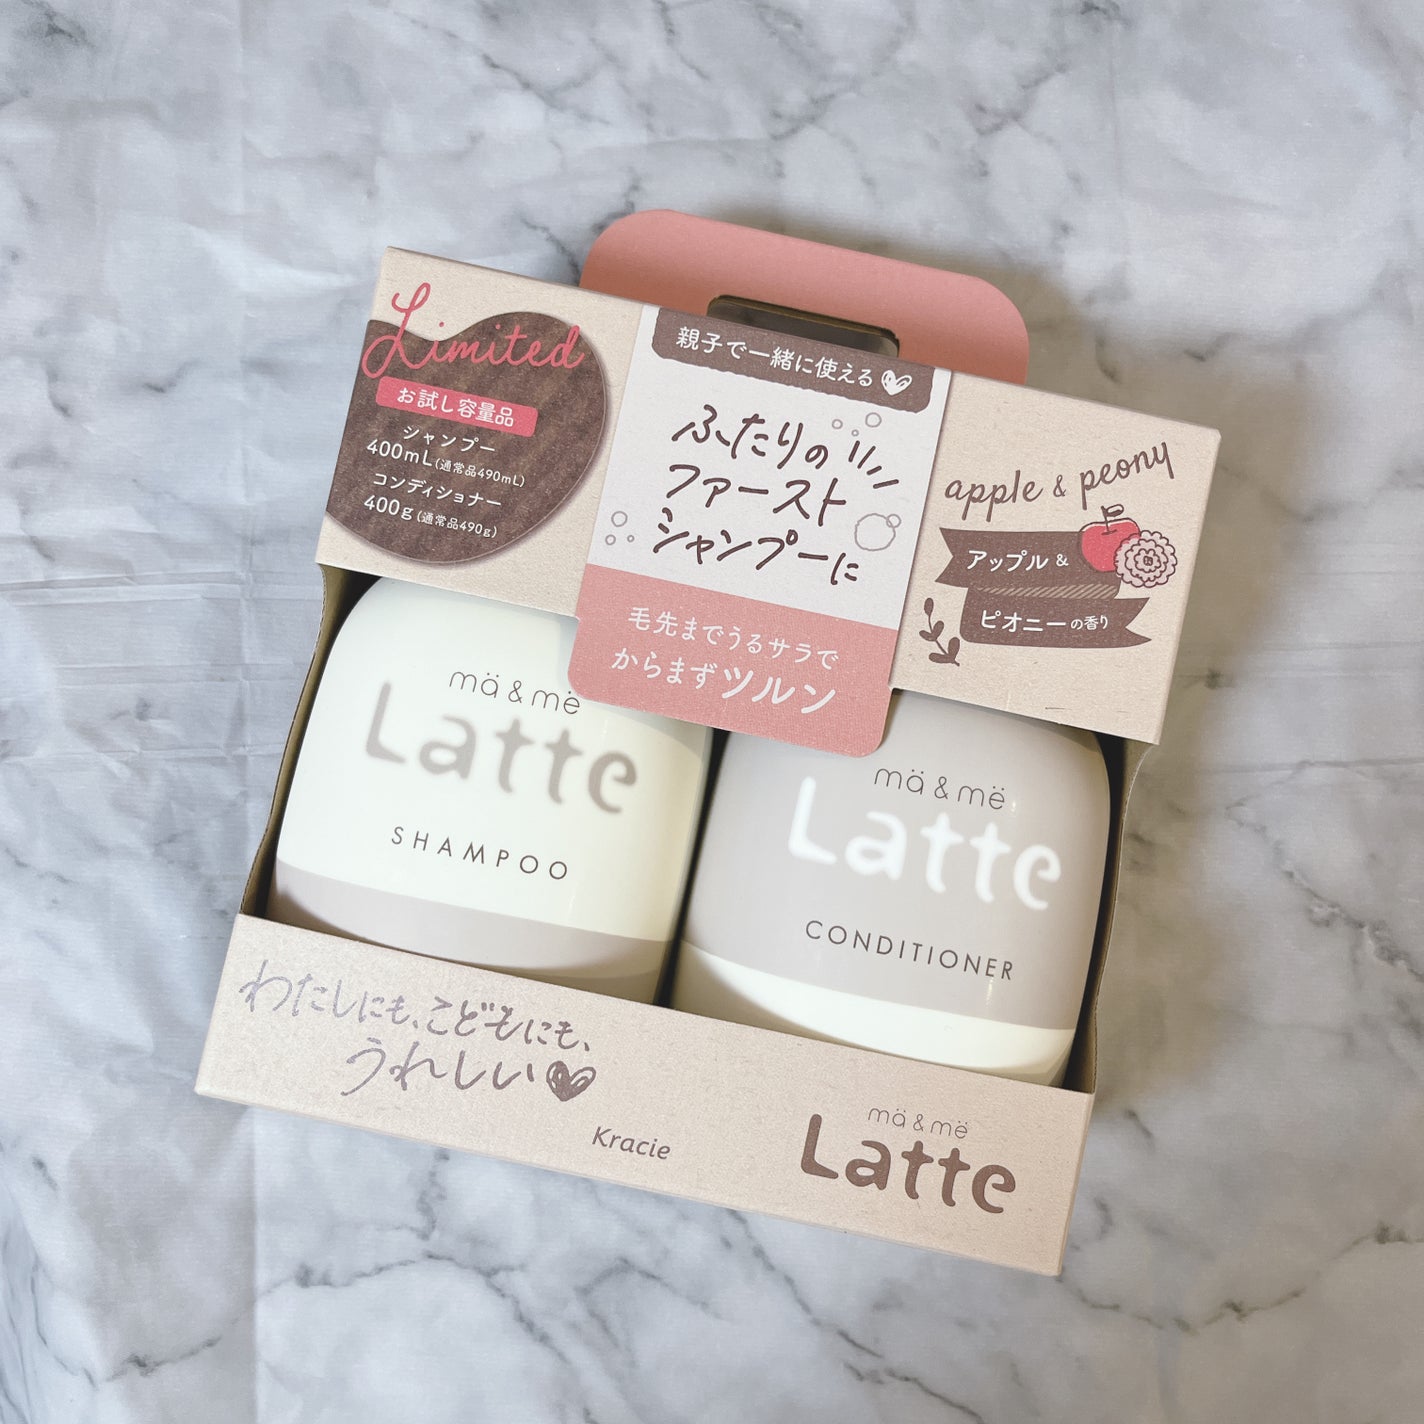 Limited
お試し容量品
シャンプー
400mL(通常品490mL)
コンディショナー
400g(通常品490g)
親子で一緒に使える
ふたりの
ファースト
シャンプーに
毛先までうるサラで
からまずツルン
apple & peony
アップル &
ピオニーの香り
mä & më
Latte
SHAMPOO
mä & më
Latte
CONDITIONER
わたしにも、こどもにも、
うれしい
Kracie
mä & më
Latte